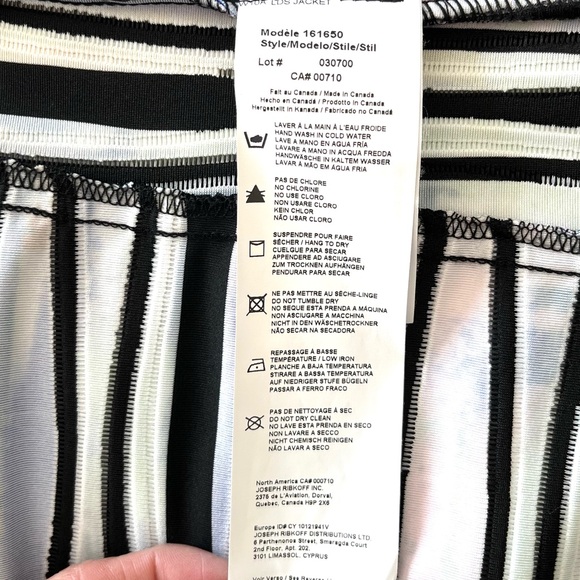 LDS JACKET
Modèle 161650
Style/Modelo/Stile/Stil
Lot # 030700
CA# 00710
Fait au Canada / Made in Canada
Hecho en Canadá / Prodotto in Canada
Hergestellt in Kanada / Fabricado no Canadá
LAVER À LA MAIN À L'EAU FROIDE
HAND WASH IN COLD WATER
LAVE A MANO EN AGUA FRÍA
LAVARE A MANO IN ACQUA FREDDA
HANDWÄSCHE IN KALTEM WASSER
LAVAR À MÃO EM ÁGUA FRIA
PAS DE CHLORE
NO CHLORINE
NO USE CLORO
NON USARE CLORO
KEIN CHLOR
NÃO USAR CLORO
SUSPENDRE POUR FAIRE
SÉCHER / HANG TO DRY
CUELGUE PARA SECAR
APPENDERE AD ASCIUGARE
ZUM TROCKNEN AUFHÄNGEN
PENDURAR PARA SECAR
NE PAS METTRE AU SÈCHE-LINGE
DO NOT TUMBLE DRY
NO SEQUE ESTA PRENDA A MÁQUINA
NON ASCIUGARE A MACCHINA
NICHT IN DEN WÄSCHETROCKNER
NÃO SECAR NA SECADORA
REPASSAGE À BASSE
TEMPÉRATURE / LOW IRON
PLANCHE A BAJA TEMPERATURA
STIRARE A BASSA TEMPERATURA
AUF NIEDRIGER STUFE BÜGELN
PASSAR A FERRO FRACO
PAS DE NETTOYAGE À SEC
DO NOT DRY CLEAN
NO LAVE ESTA PRENDA EN SECO
NON LAVARE A SECCO
NICHT CHEMISCH REINIGEN
NÃO LAVAR A SECO
North America CA# 00710
JOSEPH RIBKOFF INC.
2375 de L'Aviation, Dorval,
Quebec, Canada H9P 2X6
Europe ID# CY 10121941V
JOSEPH RIBKOFF DISTRIBUTIONS LTD
6 Parthenonos Street, Smaragda Court
2nd Floor, Apt. 202,
3101 LIMASSOL, CYPRUS
Voir Verso / See Reverse